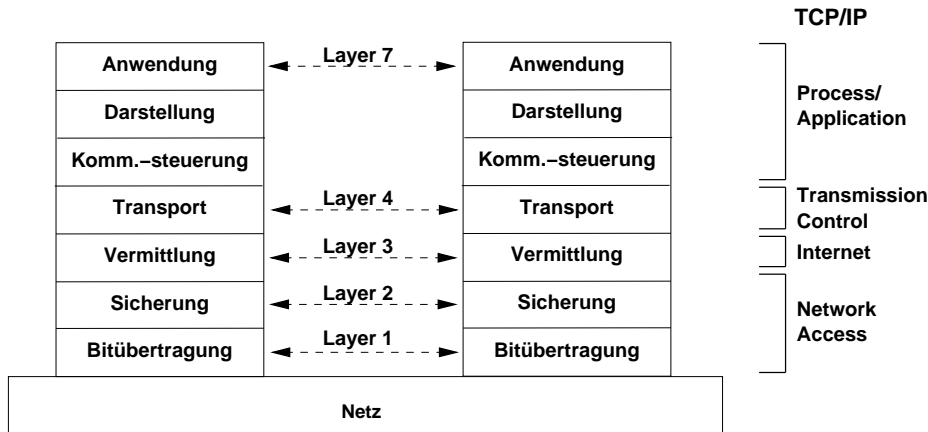 TCP/IP
Anwendung
Layer 7
Anwendung
Darstellung
Darstellung
Process/
Application
Komm.−steuerung
Komm.−steuerung
Transport
Layer 4
Transport
Transmission
Control
Vermittlung
Layer 3
Vermittlung
Internet
Sicherung
Layer 2
Sicherung
Network
Access
Bitübertragung
Layer 1
Bitübertragung
Netz